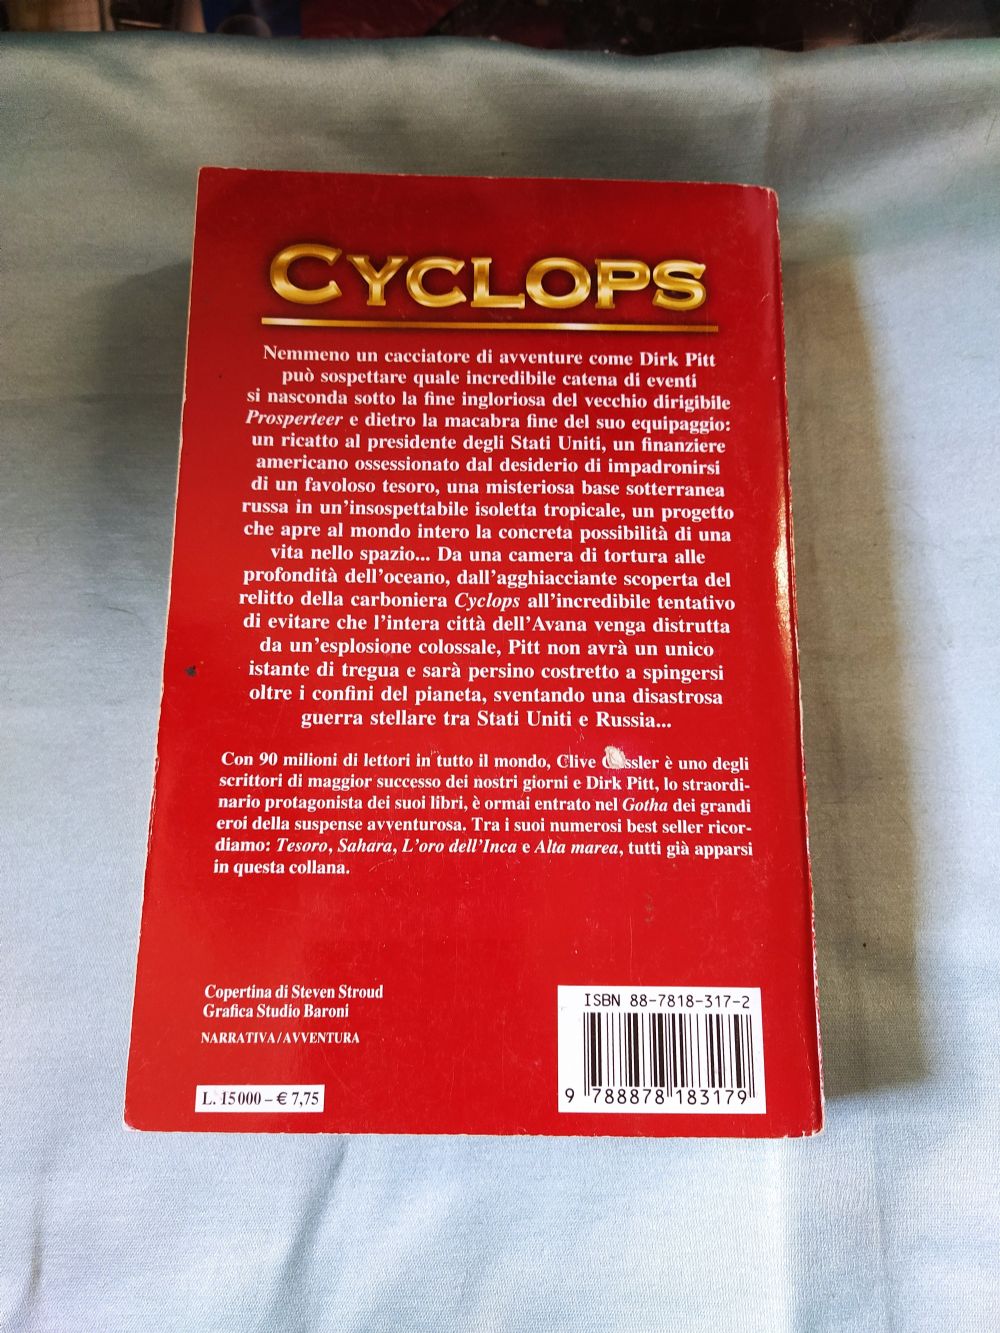 CYCLOPS
Nemmeno un cacciatore di avventure come Dirk Pitt
può sospettare quale incredibile catena di eventi
si nasconda sotto la fine ingloriosa del vecchio dirigibile
Prosperteer e dietro la macabra fine del suo equipaggio:
un ricatto al presidente degli Stati Uniti, un finanziere
americano ossessionato dal desiderio di impadronirsi
di un favoloso tesoro, una misteriosa base sotterranea
russa in un'insospettabile isoletta tropicale, un progetto
che apre al mondo intero la concreta possibilità di una
vita nello spazio... Da una camera di tortura alle
profondità dell'oceano, dall'agghiacciante scoperta del
relitto della carboniera Cyclops all'incredibile tentativo
di evitare che l'intera città dell'Avana venga distrutta
da un'esplosione colossale, Pitt non avrà un unico
istante di tregua e sarà persino costretto a spingersi
oltre i confini del pianeta, sventando una disastrosa
guerra stellare tra Stati Uniti e Russia...
Con 90 milioni di lettori in tutto il mondo, Clive è uno degli
scrittori di maggior successo dei nostri giorni e Dirk Pitt, lo straordi-
nario protagonista dei suoi libri, è ormai entrato nel Gotha dei grandi
eroi della suspense avventurosa. Tra i suoi numerosi best seller ricor-
diamo: Tesoro, Sahara, L'oro dell'Inca e Alta marea, tutti già apparsi
in questa collana.
Copertina di Steven Stroud
Grafica Studio Baroni
NARRATIVA/AVVENTURA
L. 15000 – € 7,75
ISBN 88-7818-317-2
9 788878 183179